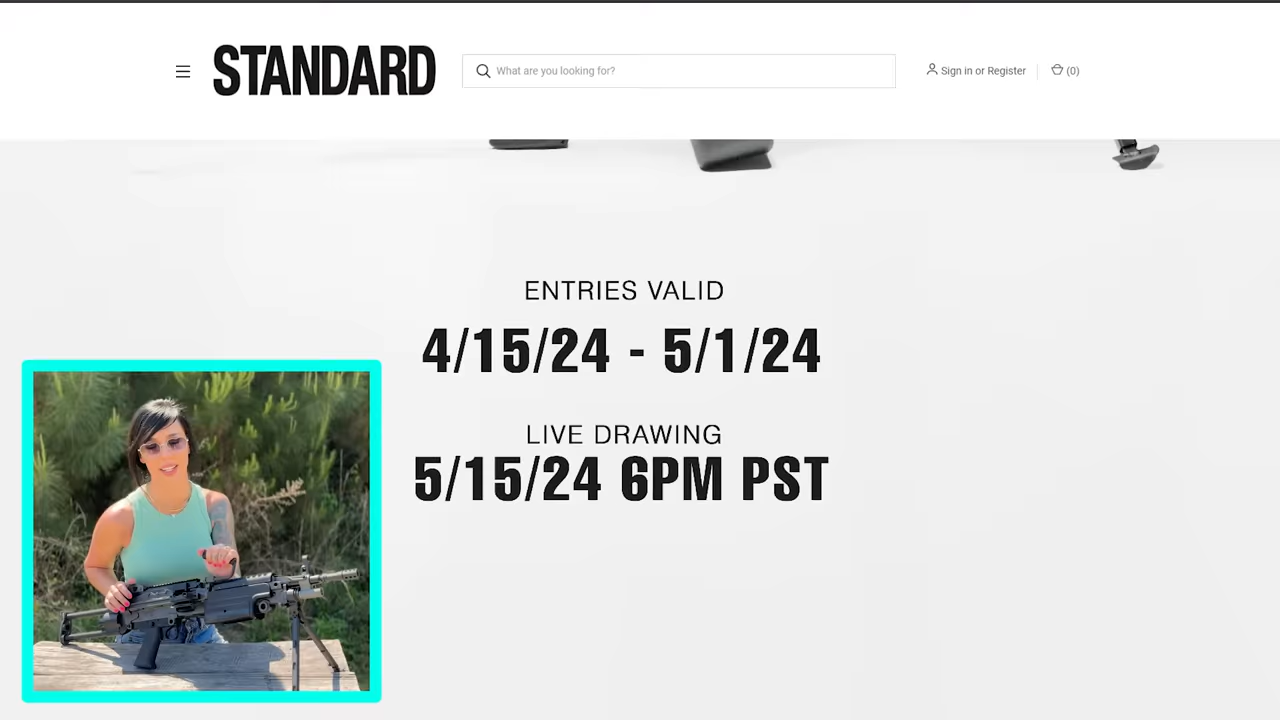 STANDARD
What are you looking for?
Sign in or Register
(0)
ENTRIES VALID
4/15/24 - 5/1/24
LIVE DRAWING
5/15/24 6PM PST